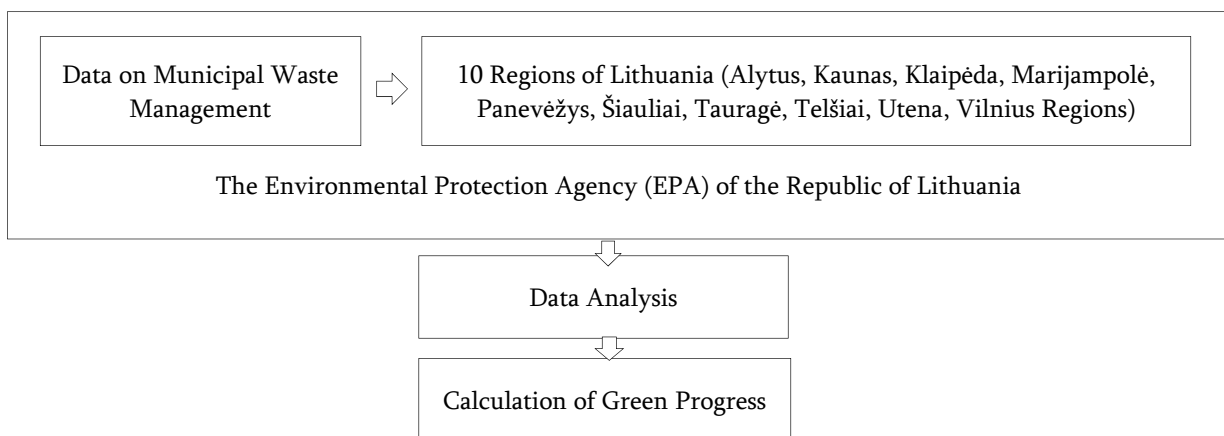 Data on Municipal Waste
Management
10 Regions of Lithuania (Alytus, Kaunas, Klaipėda, Marijampolė,
Panevėžys, Šiauliai, Tauragė, Telšiai, Utena, Vilnius Regions)
The Environmental Protection Agency (EPA) of the Republic of Lithuania
Data Analysis
Calculation of Green Progress